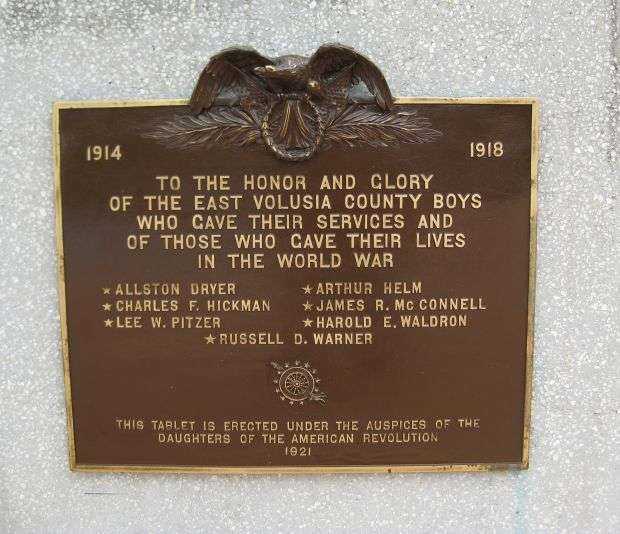 1914 1918
TO THE HONOR AND GLORY
OF THE EAST VOLUSIA COUNTY BOYS
WHO GAVE THEIR SERVICES AND
OF THOSE WHO GAVE THEIR LIVES
IN THE WORLD WAR
★ ALLSTON DRYER ★ ARTHUR HELM
★ CHARLES F. HICKMAN ★ JAMES R. McCONNELL
★ LEE W. PITZER ★ HAROLD E. WALDRON
★ RUSSELL D. WARNER
THIS TABLET IS ERECTED UNDER THE AUSPICES OF THE
DAUGHTERS OF THE AMERICAN REVOLUTION
1921